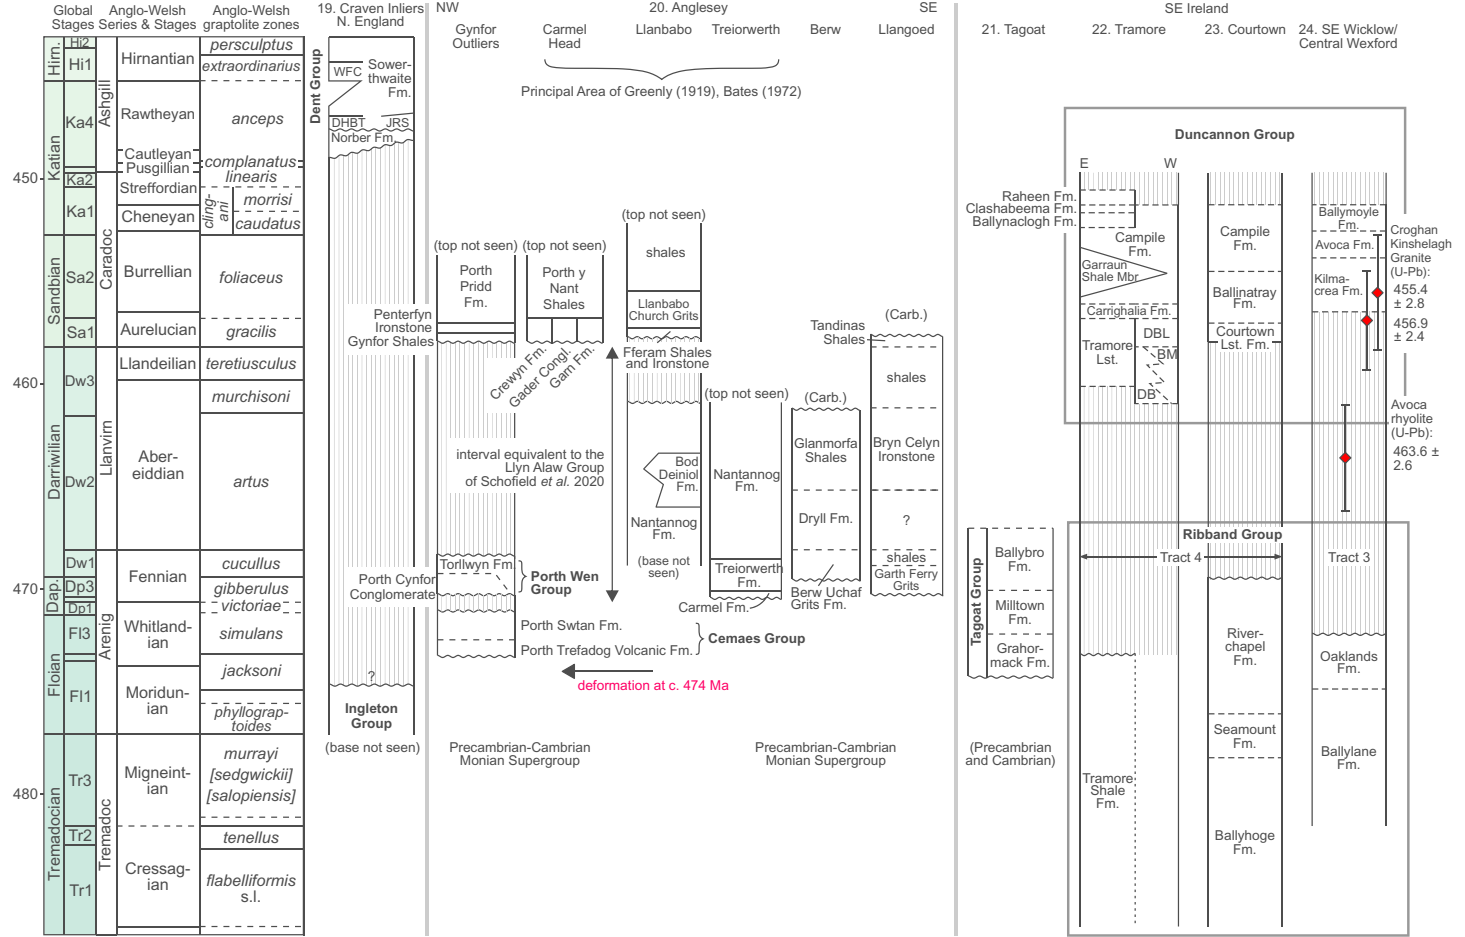 Global
Stages
Anglo-Welsh
Series & Stages
Anglo-Welsh
graptolite zones
19. Craven Inliers
N. England
NW
20. Anglesey
SE
Gynfor
Outliers
Carmel
Head
Llanbabo
Treiorwerth
Berw
Llangoed
Principal Area of Greenly (1919), Bates (1972)
21. Tagoat
SE Ireland
22. Tramore
23. Courtown
24. SE Wicklow/
Central Wexford
450
460
470
480
Hirn.
Katian
Sandbian
Darriwilian
Dap.
Floian
Tremadocian
Hi2
Hi1
Ka4
Ka2
Ka1
Sa2
Sa1
Dw3
Dw2
Dw1
Dp3
Dp1
Fl3
Fl1
Tr3
Tr2
Tr1
Ashgill
Caradoc
Llanvirn
Arenig
Tremadoc
Hirnantian
Rawtheyan
Cautleyan
Pusgillian
Streffordian
Cheneyan
Burrellian
Aurelucian
Llandeilian
Aber-
eiddian
Fennian
Whitland-
ian
Moridun-
ian
Migneint-
ian
Cressag-
ian
persculptus
extraordinarius
anceps
complanatus
linearis
cling-
ani
morrisi
caudatus
foliaceus
gracilis
teretiusculus
murchisoni
artus
cucullus
gibberulus
victoriae
simulans
jacksoni
phyllograp-
toides
murrayi
[sedgwickii]
[salopiensis]
tenellus
flabelliformis
s.l.
Dent Group
WFC
Sower-
thwaite
Fm.
DHBT
JRS
Norber Fm.
?
Ingleton
Group
(base not seen)
(top not seen)
Porth
Pridd
Fm.
Penterfyn
Ironstone
Gynfor Shales
Torllwyn Fm.
Porth Cynfor
Conglomerate
Porth Wen
Group
Porth Swtan Fm.
Porth Trefadog Volcanic Fm.
Cemaes Group
deformation at c. 474 Ma
Precambrian-Cambrian
Monian Supergroup
(top not seen)
Porth y
Nant
Shales
Crewyn Fm.
Gader Congl.
Garn Fm.
interval equivalent to the
Llyn Alaw Group
of Schofield et al. 2020
(top not seen)
shales
Llanbabo
Church Grits
Fferam Shales
and Ironstone
Bod
Deiniol
Fm.
Nantannog
Fm.
(base not
seen)
(top not seen)
Nantannog
Fm.
Treiorwerth
Fm.
Carmel Fm.
(Carb.)
Glanmorfa
Shales
Dryll Fm.
Berw Uchaf
Grits Fm.
Precambrian-Cambrian
Monian Supergroup
(Carb.)
Tandinas
Shales
shales
Bryn Celyn
Ironstone
?
shales
Garth Ferry
Grits
Tagoat Group
Ballybro
Fm.
Milltown
Fm.
Grahor-
mack Fm.
(Precambrian
and Cambrian)
Duncannon Group
E
W
Raheen Fm.
Clashabeema Fm.
Ballynaclogh Fm.
Campile
Fm.
Garraun
Shale Mbr
Carrighalia Fm.
Tramore
Lst.
DBL
BM
DB
Campile
Fm.
Ballinatray
Fm.
Courtown
Lst. Fm.
Ballymoyle
Fm.
Avoca Fm.
Kilma-
crea Fm.
Croghan
Kinshelagh
Granite
(U-Pb):
455.4
± 2.8
456.9
± 2.4
Avoca
rhyolite
(U-Pb):
463.6 ±
2.6
Ribband Group
Tract 4
Tract 3
Tramore
Shale
Fm.
River-
chapel
Fm.
Seamount
Fm.
Ballyhoge
Fm.
Oaklands
Fm.
Ballylane
Fm.